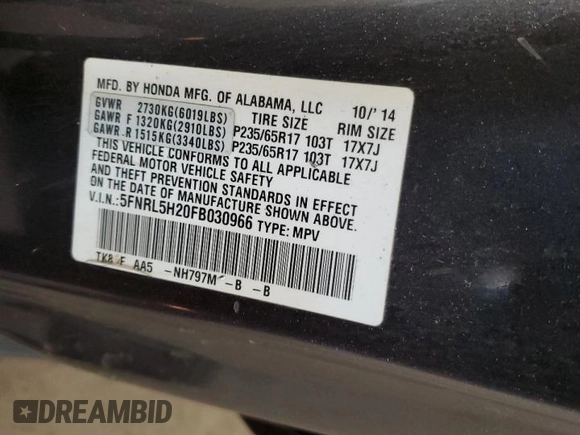 MFD. BY HONDA MFG. OF ALABAMA, LLC 10/'14
GVWR 2730KG(6019LBS) TIRE SIZE RIM SIZE
GAWR F 1320KG(2910LBS) P235/65R17 103T 17X7J
GAWR.R 1515KG(3340LBS) P235/65R17 103T 17X7J
THIS VEHICLE CONFORMS TO ALL APPLICABLE
FEDERAL MOTOR VEHICLE SAFETY
AND THEFT PREVENTION STANDARDS IN EFFECT
ON THE DATE OF MANUFACTURE SHOWN ABOVE.
V.I.N.:5FNRL5H20FB030966 TYPE: MPV
AA5 -NH797M -B -B
DREAMBID